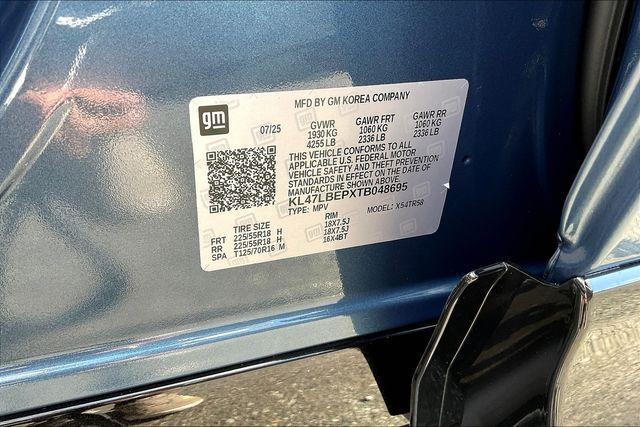 MFD BY GM KOREA COMPANY
gm
07/25 GVWR GAWR FRT GAWR RR
1930 KG 1060 KG 1060 KG
4255 LB 2336 LB 2336 LB
THIS VEHICLE CONFORMS TO ALL
APPLICABLE U.S. FEDERAL MOTOR
VEHICLE SAFETY AND THEFT PREVENTION
STANDARDS IN EFFECT ON THE DATE OF
MANUFACTURE SHOWN ABOVE.
KL47LBEPXTB048695
TYPE: MPV MODEL: X54TR58
TIRE SIZE RIM
FRT 225/55R18 H 18X7.5J
RR 225/55R18 H 18X7.5J
SPA T125/70R16 M 16X4BT